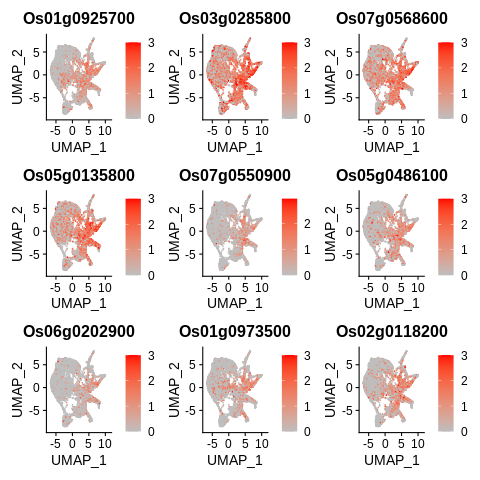 Os01g0925700 Os03g0285800 Os07g0568600
UMAP_2 5 0 -5 3 2 1 0 UMAP_2 5 0 -5 3 2 1 0 UMAP_2 5 0 -5 3 2 1 0
-5 0 5 10 -5 0 5 10 -5 0 5 10
UMAP_1 UMAP_1 UMAP_1
Os05g0135800 Os07g0550900 Os05g0486100
UMAP_2 5 0 -5 3 2 1 0 UMAP_2 5 0 -5 2 1 0 UMAP_2 5 0 -5 3 2 1 0
-5 0 5 10 -5 0 5 10 -5 0 5 10
UMAP_1 UMAP_1 UMAP_1
Os06g0202900 Os01g0973500 Os02g0118200
UMAP_2 5 0 -5 3 2 1 0 UMAP_2 5 0 -5 3 2 1 0 UMAP_2 5 0 -5 3 2 1 0
-5 0 5 10 -5 0 5 10 -5 0 5 10
UMAP_1 UMAP_1 UMAP_1